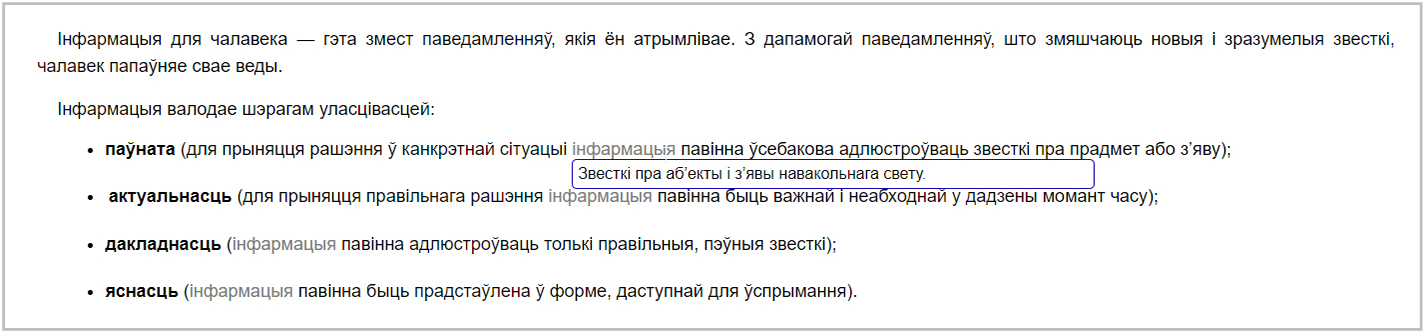 Інфармацыя для чалавека — гэта змест паведамленняў, якія ён атрымлівае. З дапамогай паведамленняў, што змяшчаюць новыя і зразумелыя звесткі,
чалавек папаўняе свае веды.
Інфармацыя валодае шэрагам уласцівасцей:
• паўната (для прыняцця рашэння ў канкрэтнай сітуацыі інфармацыя павінна ўсебакова адлюстроўваць звесткі пра прадмет або з’яву);
Звесткі пра аб’екты і з’явы навакольнага свету.
• актуальнасць (для прыняцця правільнага рашэння інфармацыя павінна быць важнай і неабходнай у дадзены момант часу);
• дакладнасць (інфармацыя павінна адлюстроўваць толькі правільныя, пэўныя звесткі);
• яснасць (інфармацыя павінна быць прадстаўлена ў форме, даступнай для ўспрымання).